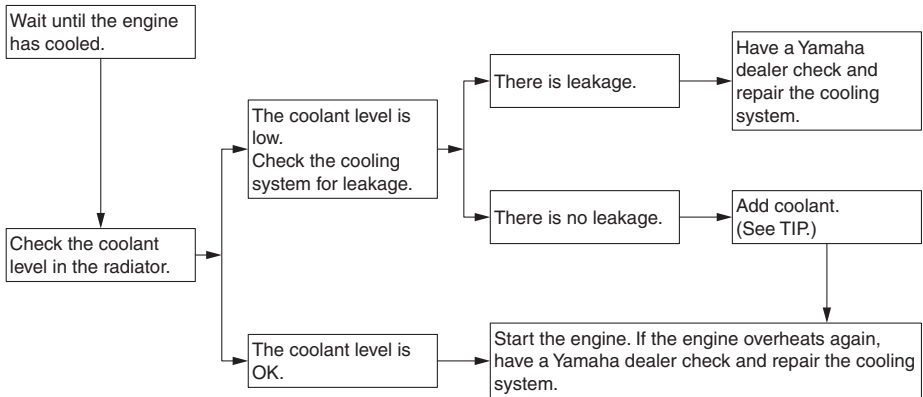 Wait until the engine
has cooled.
Check the coolant
level in the radiator.
The coolant level is
low.
Check the cooling
system for leakage.
There is leakage.
Have a Yamaha
dealer check and
repair the cooling
system.
There is no leakage.
Add coolant.
(See TIP.)
The coolant level is
OK.
Start the engine. If the engine overheats again,
have a Yamaha dealer check and repair the cooling
system.